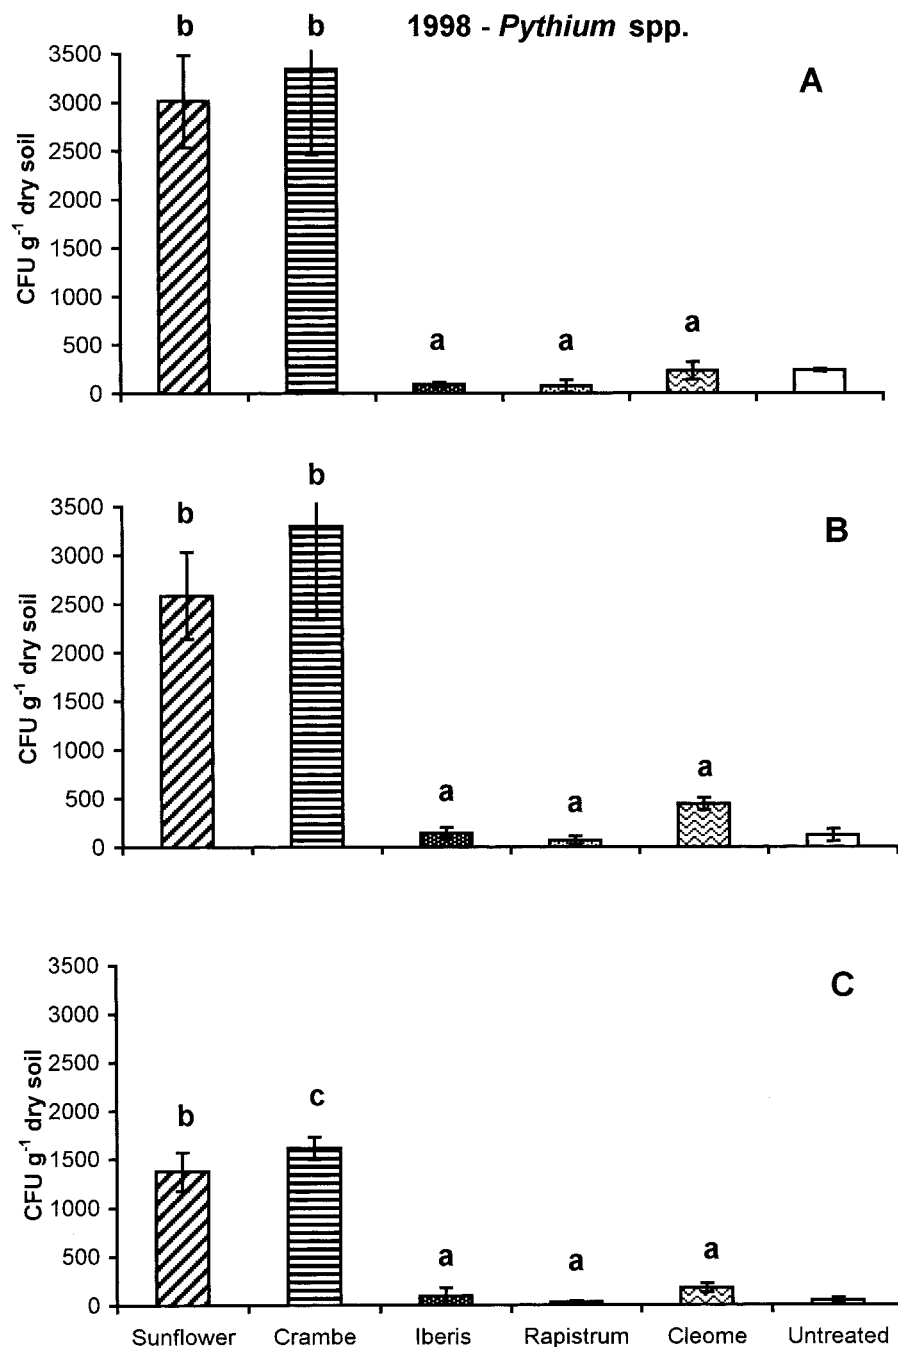 1998 - Pythium spp.
b b
A
3500
3000
2500
2000
1500
1000
500
0
CFU g⁻¹ dry soil
a a a
b b
B
3500
3000
2500
2000
1500
1000
500
0
CFU g⁻¹ dry soil
a a a
C
3500
3000
2500
2000
1500
1000
500
0
CFU g⁻¹ dry soil
b c
a a a
Sunflower Crambe Iberis Rapistrum Cleome Untreated